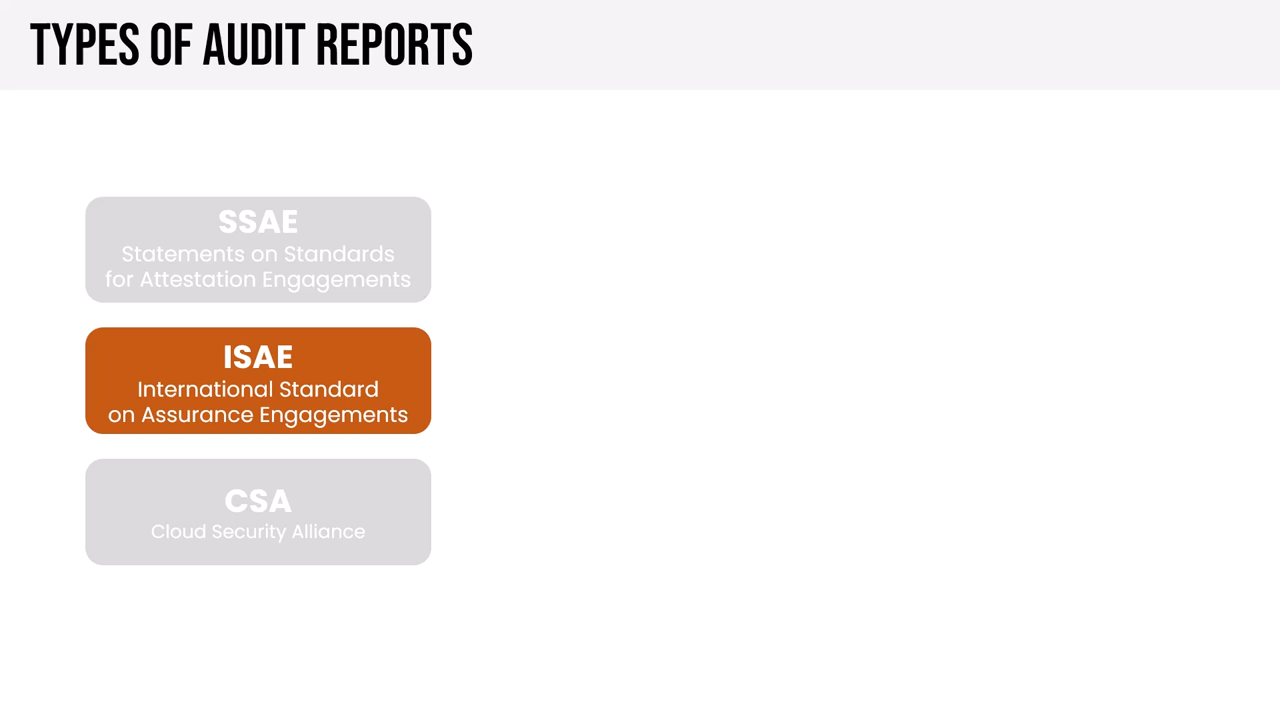 TYPES OF AUDIT REPORTS
SSAE
Statements on Standards
for Attestation Engagements
ISAE
International Standard
on Assurance Engagements
CSA
Cloud Security Alliance